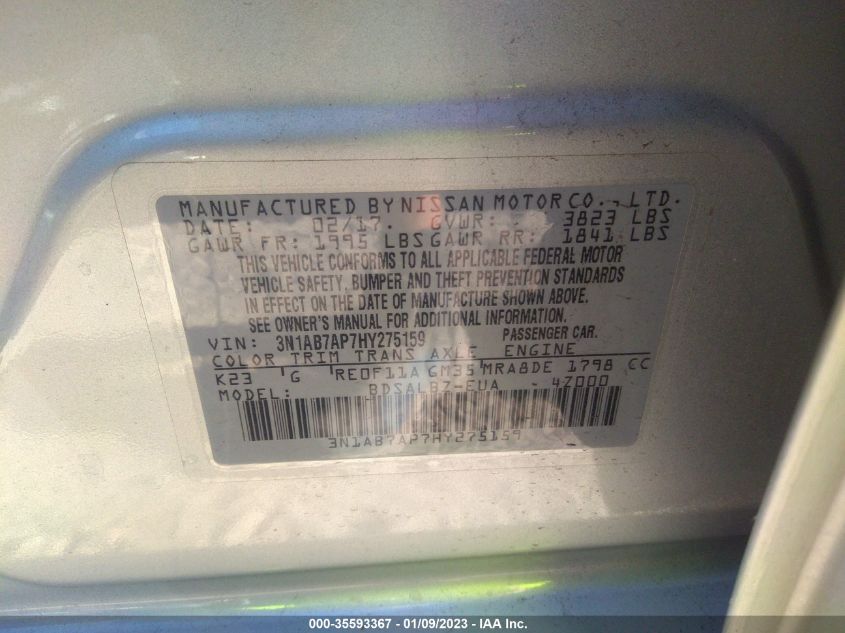 MANUFACTURED BY NISSAN MOTOR CO., LTD.
DATE: 02/17. GVWR: 3823 LBS
GAWR FR: 1995 LBS GAWR RR: 1841 LBS
THIS VEHICLE CONFORMS TO ALL APPLICABLE FEDERAL MOTOR
VEHICLE SAFETY, BUMPER AND THEFT PREVENTION STANDARDS
IN EFFECT ON THE DATE OF MANUFACTURE SHOWN ABOVE.
SEE OWNER'S MANUAL FOR ADDITIONAL INFORMATION.
VIN: 3N1AB7AP7HY275159 PASSENGER CAR.
COLOR TRIM TRANS AXLE ENGINE
K23 G RE0F11A GM35 MRA8DE 1798 CC
MODEL: BDSALBZ-EUA - 4Z000
3N1AB7AP7HY275159
000-35593367 - 01/09/2023 - IAA Inc.